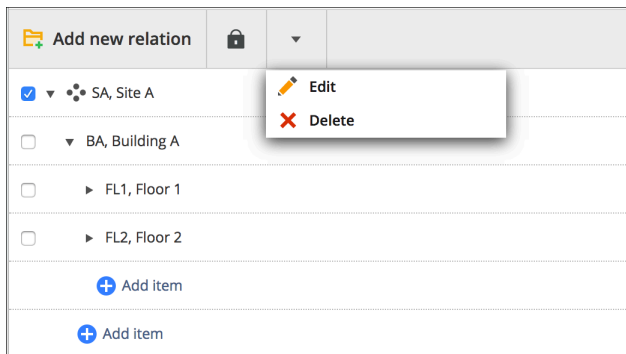 Add new relation
Edit
SA, Site A
Delete
BA, Building A
FL1, Floor 1
FL2, Floor 2
Add item
Add item